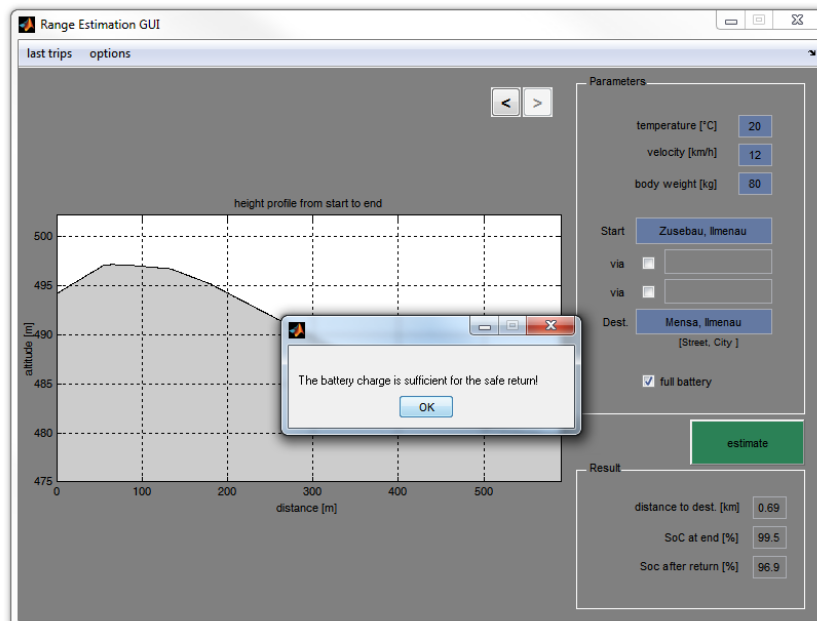 Range Estimation GUI
last trips options
< >
height profile from start to end
500
495
490
485
480
475
altitude [m]
0 100 200 300 400 500
distance [m]
The battery charge is sufficient for the safe return!
OK
Parameters
temperature [°C] 20
velocity [km/h] 12
body weight [kg] 80
Start Zusebau, Ilmenau
via
via
Dest. Mensa, Ilmenau
[Street, City ]
full battery
estimate
Result
distance to dest. [km] 0.69
SoC at end [%] 99.5
Soc after return [%] 96.9